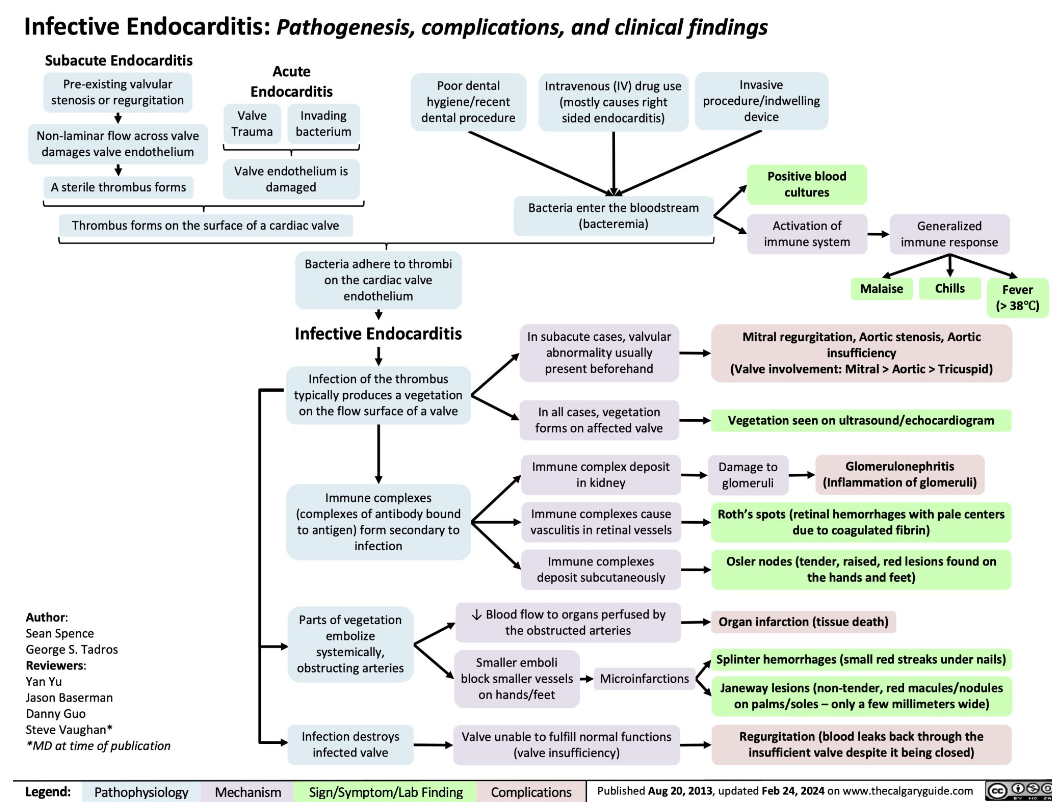 Infective Endocarditis: Pathogenesis, complications, and clinical findings
Subacute Endocarditis
Pre-existing valvular
stenosis or regurgitation
Non-laminar flow across valve
damages valve endothelium
A sterile thrombus forms
Acute
Endocarditis
Valve
Trauma
Invading
bacterium
Valve endothelium is
damaged
Thrombus forms on the surface of a cardiac valve
Poor dental
hygiene/recent
dental procedure
Intravenous (IV) drug use
(mostly causes right
sided endocarditis)
Invasive
procedure/indwelling
device
Bacteria enter the bloodstream
(bacteremia)
Positive blood
cultures
Activation of
immune system
Generalized
immune response
Malaise
Chills
Fever
(> 38℃)
Bacteria adhere to thrombi
on the cardiac valve
endothelium
Infective Endocarditis
Infection of the thrombus
typically produces a vegetation
on the flow surface of a valve
In subacute cases, valvular
abnormality usually
present beforehand
Mitral regurgitation, Aortic stenosis, Aortic
insufficiency
(Valve involvement: Mitral > Aortic > Tricuspid)
In all cases, vegetation
forms on affected valve
Vegetation seen on ultrasound/echocardiogram
Immune complexes
(complexes of antibody bound
to antigen) form secondary to
infection
Immune complex deposit
in kidney
Damage to
glomeruli
Glomerulonephritis
(Inflammation of glomeruli)
Immune complexes cause
vasculitis in retinal vessels
Roth’s spots (retinal hemorrhages with pale centers
due to coagulated fibrin)
Immune complexes
deposit subcutaneously
Osler nodes (tender, raised, red lesions found on
the hands and feet)
Parts of vegetation
embolize
systemically,
obstructing arteries
↓ Blood flow to organs perfused by
the obstructed arteries
Organ infarction (tissue death)
Smaller emboli
block smaller vessels
on hands/feet
Microinfarctions
Splinter hemorrhages (small red streaks under nails)
Janeway lesions (non-tender, red macules/nodules
on palms/soles – only a few millimeters wide)
Infection destroys
infected valve
Valve unable to fulfill normal functions
(valve insufficiency)
Regurgitation (blood leaks back through the
insufficient valve despite it being closed)
Author:
Sean Spence
George S. Tadros
Reviewers:
Yan Yu
Jason Baserman
Danny Guo
Steve Vaughan*
*MD at time of publication
Legend: Pathophysiology Mechanism Sign/Symptom/Lab Finding Complications Published Aug 20, 2013, updated Feb 24, 2024 on www.thecalgaryguide.com
cc
BY NC SA